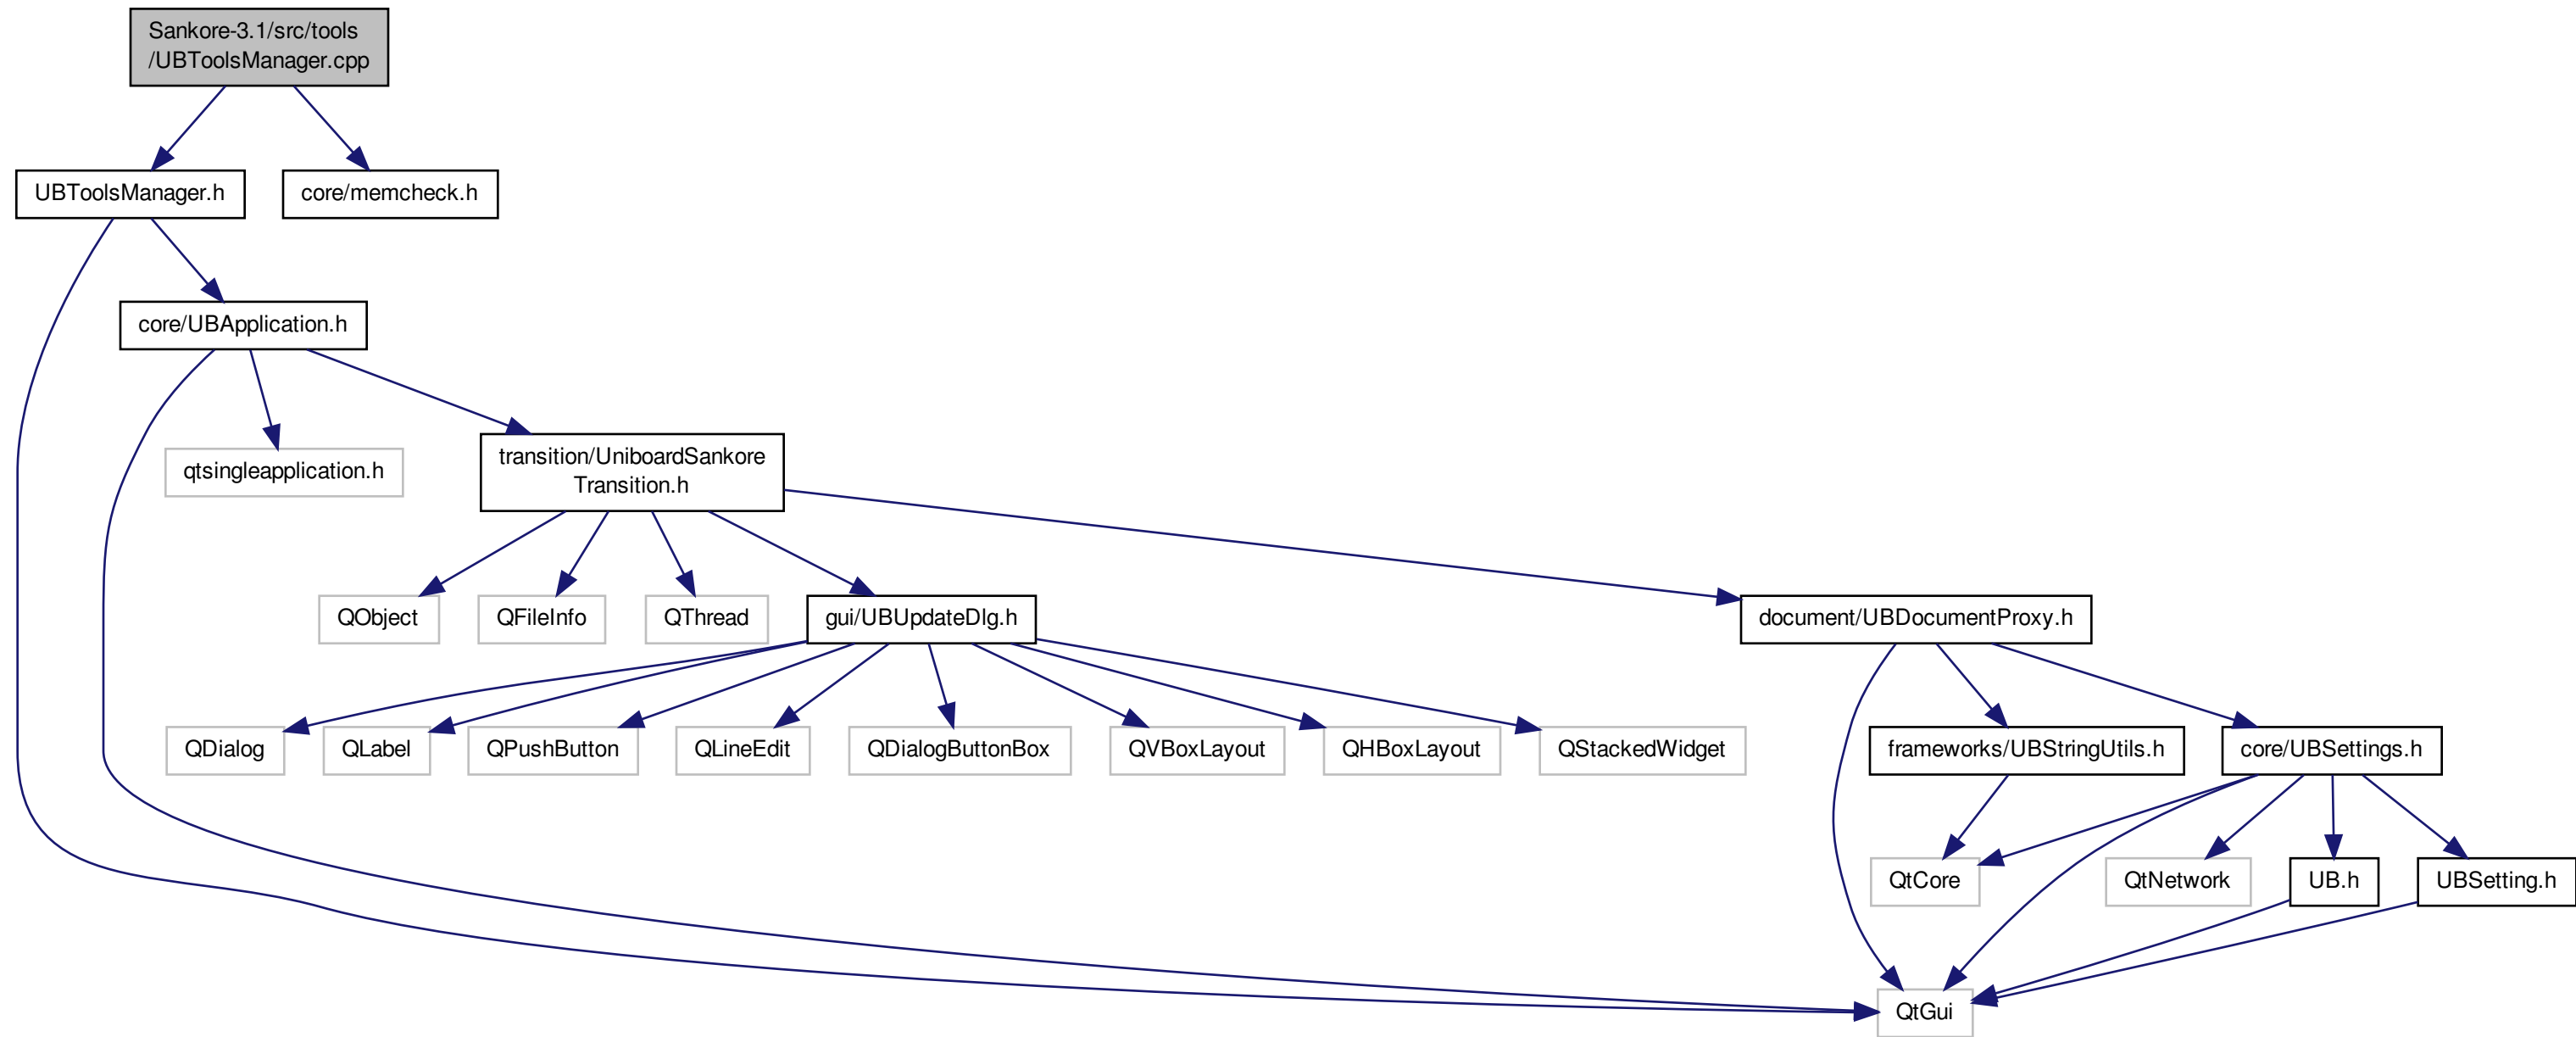 Sankore-3.1/src/tools
/UBToolsManager.cpp
UBToolsManager.h
core/memcheck.h
core/UBApplication.h
qtsingleapplication.h
transition/UniboardSankore
Transition.h
QObject
QFileInfo
QThread
gui/UBUpdateDlg.h
document/UBDocumentProxy.h
QDialog
QLabel
QPushButton
QLineEdit
QDialogButtonBox
QVBoxLayout
QHBoxLayout
QStackedWidget
frameworks/UBStringUtils.h
core/UBSettings.h
QtCore
QtNetwork
UB.h
UBSetting.h
QtGui